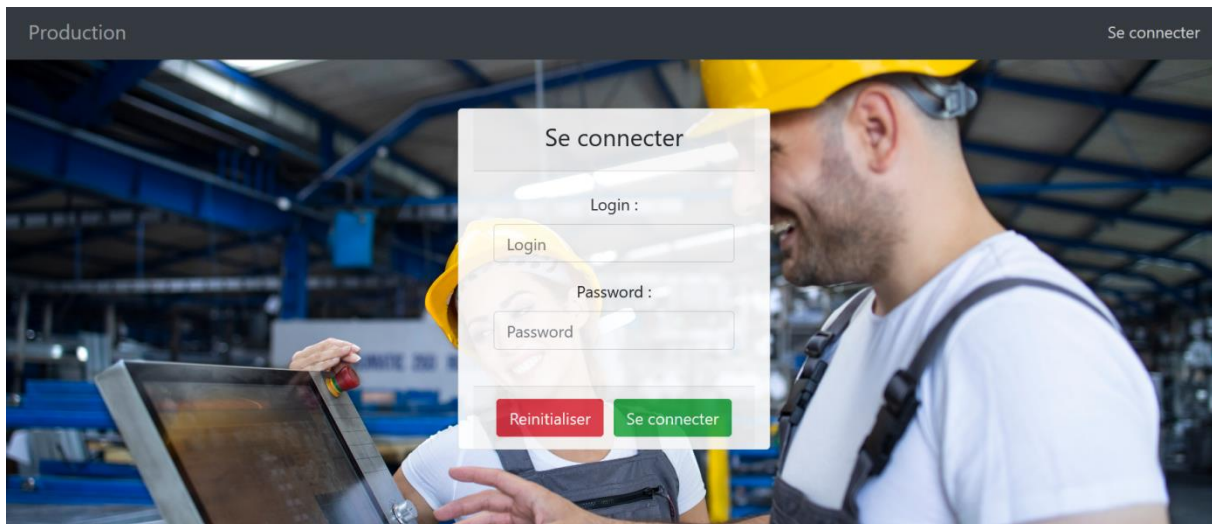 Production
Se connecter
Se connecter
Login :
Login
Password :
Password
Reinitialiser Se connecter